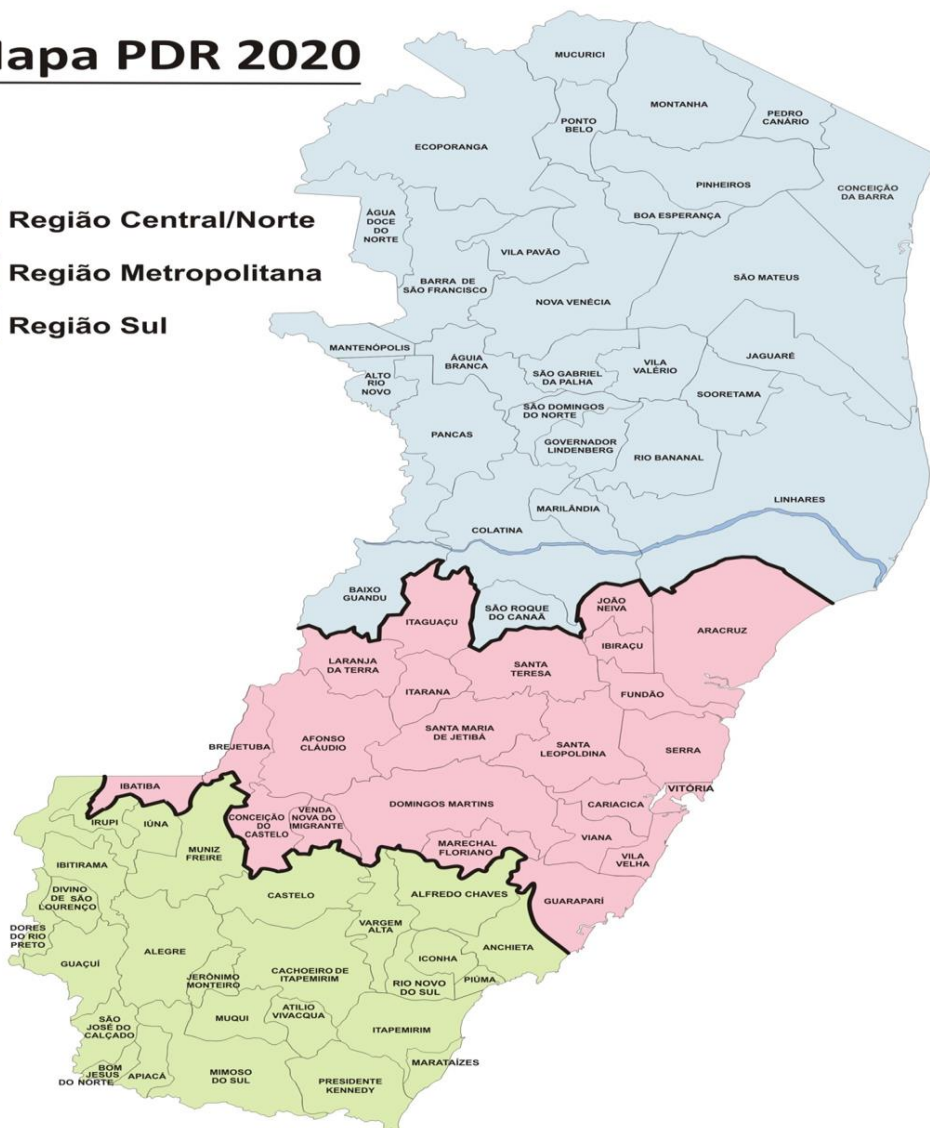 lapa PDR 2020
Região Central/Norte
Região Metropolitana
Região Sul
MUCURICI
MONTANHA
PEDRO
CANÁRIO
PONTO
BELO
ECOPORANGA
PINHEIROS
CONCEIÇÃO
DA BARRA
BOA ESPERANÇA
ÁGUA
DOCE
DO
NORTE
VILA PAVÃO
BARRA DE
SÃO FRANCISCO
SÃO MATEUS
NOVA VENÉCIA
MANTENÓPOLIS
ÁGUIA
BRANCA
JAGUARÉ
ALTO
RIO
NOVO
SÃO GABRIEL
DA PALHA
VILA
VALÉRIO
SOORETAMA
SÃO DOMINGOS
DO NORTE
PANCAS
GOVERNADOR
LINDENBERG
RIO BANANAL
LINHARES
MARILÂNDIA
COLATINA
BAIXO
GUANDU
SÃO ROQUE
DO CANAÃ
JOÃO
NEIVA
ITAGUAÇU
ARACRUZ
IBIRAÇU
LARANJA
DA TERRA
SANTA
TERESA
ITARANA
FUNDÃO
BREJETUBA
AFONSO
CLÁUDIO
SANTA MARIA
DE JETIBÁ
SANTA
LEOPOLDINA
SERRA
IBATIBA
VITÓRIA
DOMINGOS MARTINS
CARIACICA
CONCEIÇÃO
DO
CASTELO
VENDA
NOVA DO
IMIGRANTE
IRUPI
IÚNA
VIANA
MARECHAL
FLORIANO
MUNIZ
FREIRE
VILA
VELHA
IBITIRAMA
CASTELO
ALFREDO CHAVES
GUARAPARÍ
DIVINO
DE SÃO
LOURENÇO
DORES
DO RIO
PRETO
VARGEM
ALTA
ANCHIETA
ALEGRE
GUAÇUÍ
ICONHA
JERÔNIMO
MONTEIRO
CACHOEIRO DE
ITAPEMIRIM
RIO NOVO
DO SUL
PIÚMA
SÃO
JOSÉ DO
CALÇADO
MUQUI
ATILIO
VIVACQUA
ITAPEMIRIM
MARATAÍZES
BOM
JESUS
DO NORTE
APIACÁ
MIMOSO
DO SUL
PRESIDENTE
KENNEDY